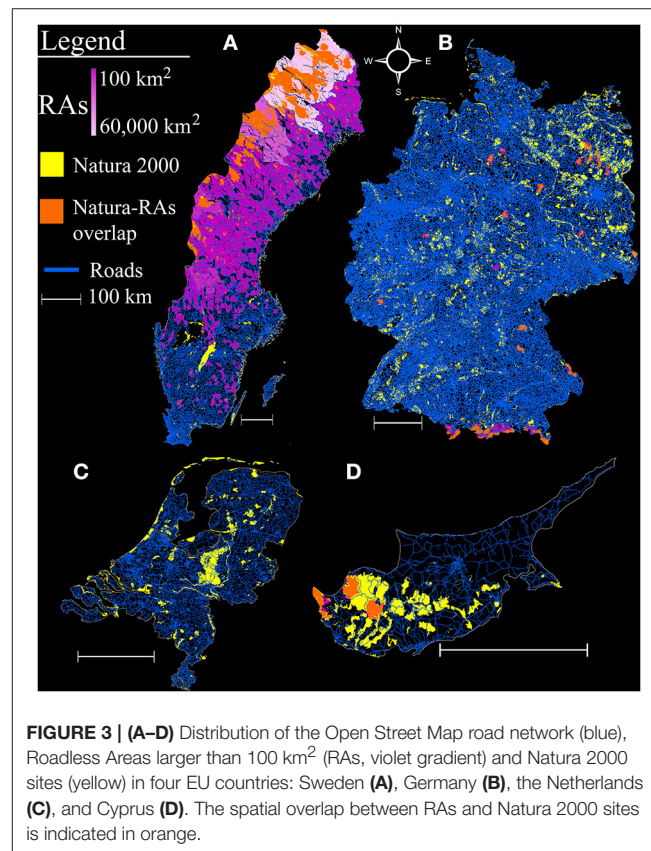 Legend
A
N
W E
S
B
RAs
100 km²
60,000 km²
Natura 2000
Natura-RAs
overlap
Roads
100 km
C
D
FIGURE 3 | (A–D) Distribution of the Open Street Map road network (blue),
Roadless Areas larger than 100 km² (RAs, violet gradient) and Natura 2000
sites (yellow) in four EU countries: Sweden (A), Germany (B), the Netherlands
(C), and Cyprus (D). The spatial overlap between RAs and Natura 2000 sites
is indicated in orange.